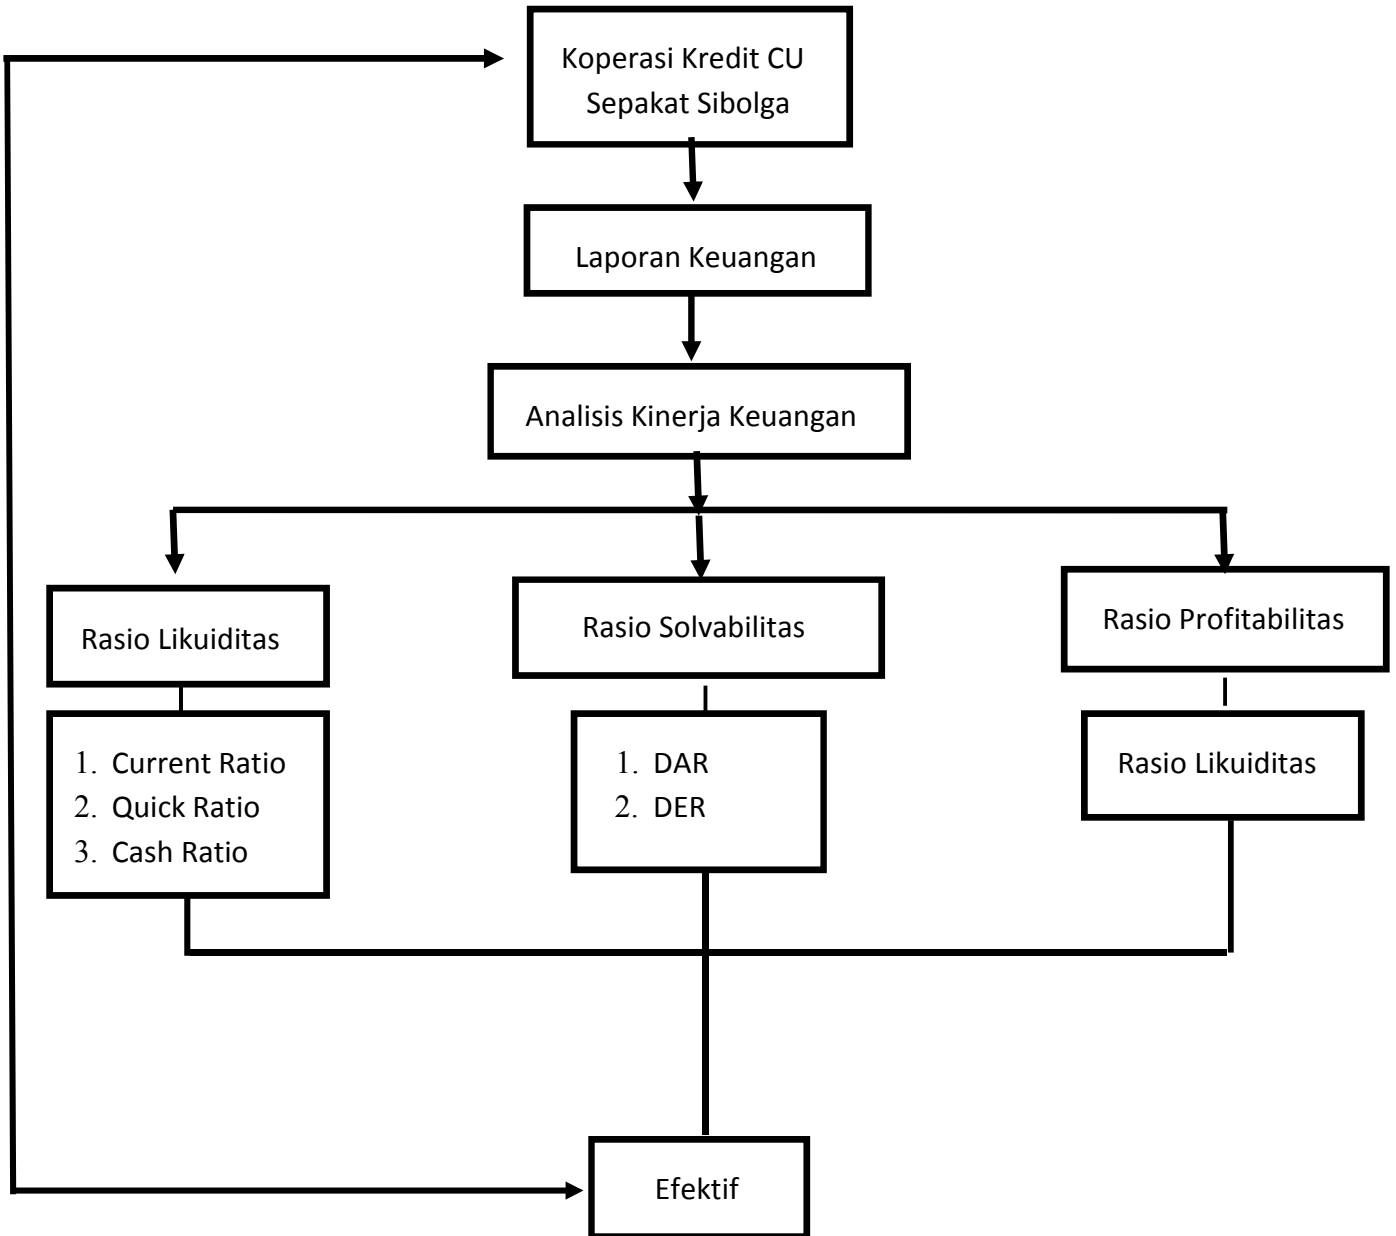 Koperasi Kredit CU
Sepakat Sibolga
Laporan Keuangan
Analisis Kinerja Keuangan
Rasio Likuiditas
Rasio Solvabilitas
Rasio Profitabilitas
1. Current Ratio
2. Quick Ratio
3. Cash Ratio
1. DAR
2. DER
Rasio Likuiditas
Efektif